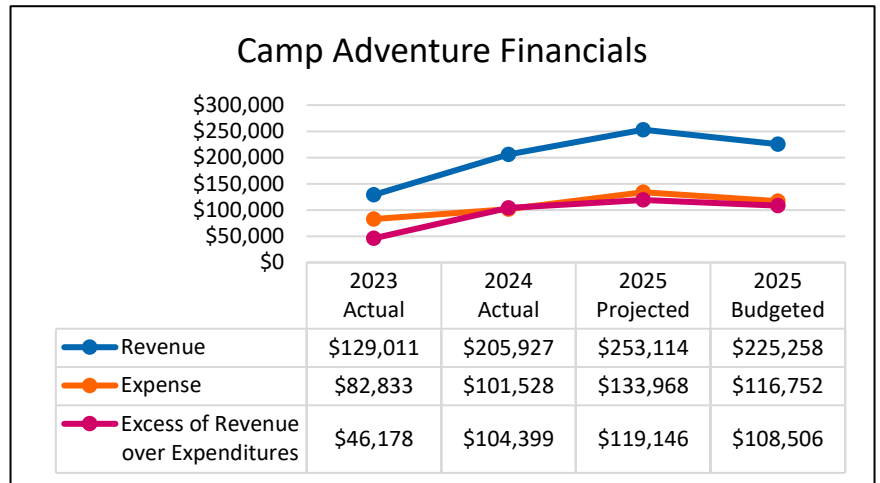 Camp Adventure Financials
$300,000
$250,000
$200,000
$150,000
$100,000
$50,000
$0
2023 Actual 2024 Actual 2025 Projected 2025 Budgeted
Revenue $129,011 $205,927 $253,114 $225,258
Expense $82,833 $101,528 $133,968 $116,752
Excess of Revenue over Expenditures $46,178 $104,399 $119,146 $108,506